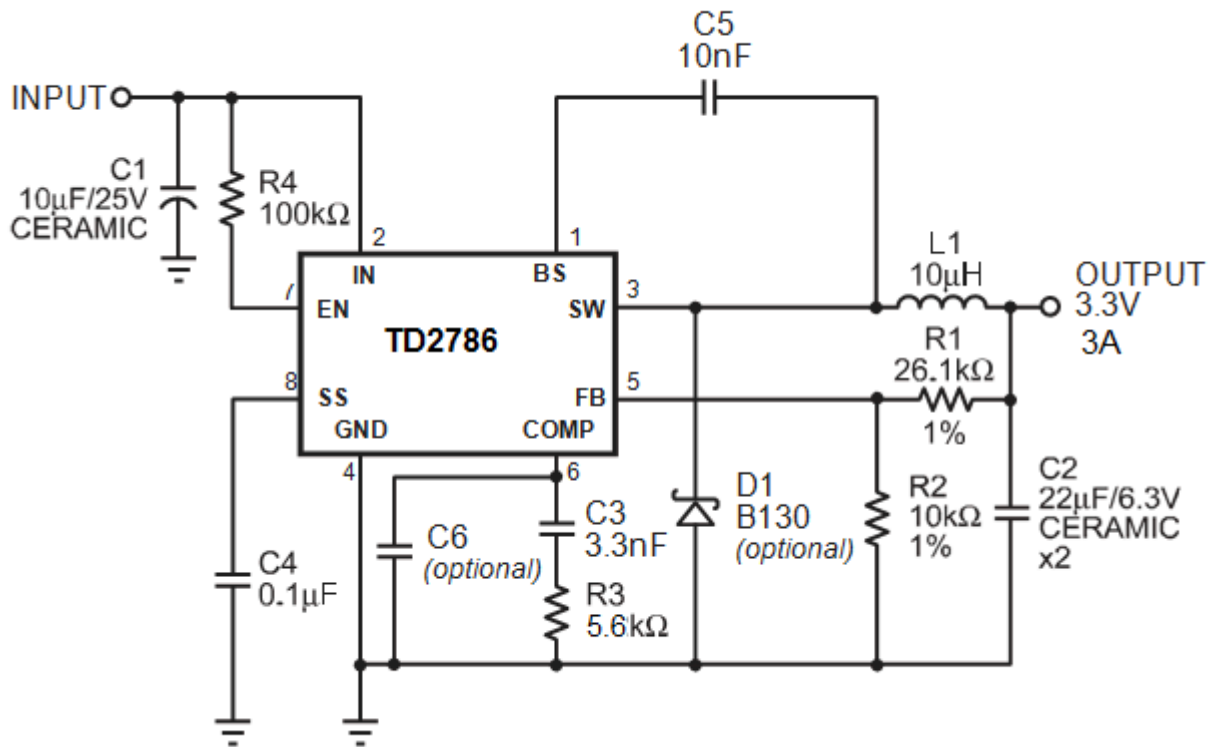 C5
10nF
INPUT
C1
10µF/25V
CERAMIC
R4
100kΩ
2
1
IN
BS
L1
10µH
OUTPUT
3.3V
3A
7
EN
3
SW
TD2786
R1
26.1kΩ
1%
8
SS
5
FB
GND
COMP
4
6
C4
0.1µF
C6
(optional)
C3
3.3nF
R3
5.6kΩ
D1
B130
(optional)
R2
10kΩ
1%
C2
22µF/6.3V
CERAMIC
x2